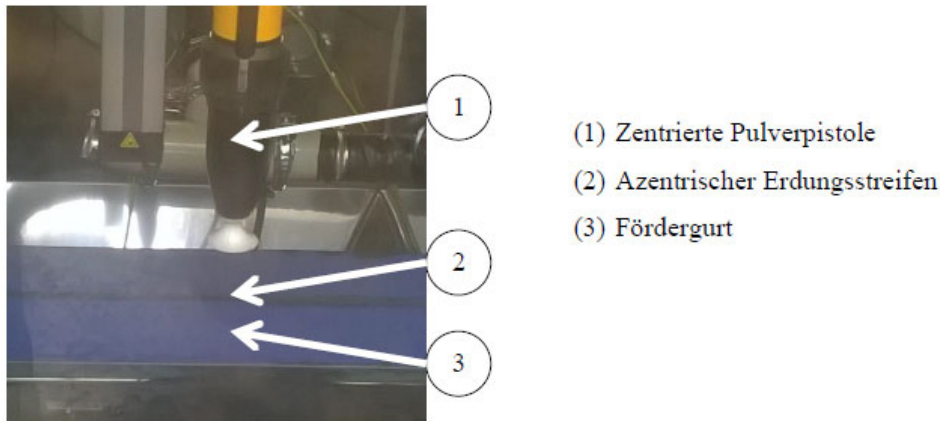 1
2
3
(1) Zentrierte Pulverpistole
(2) Azentrischer Erdungsstreifen
(3) Fördergurt